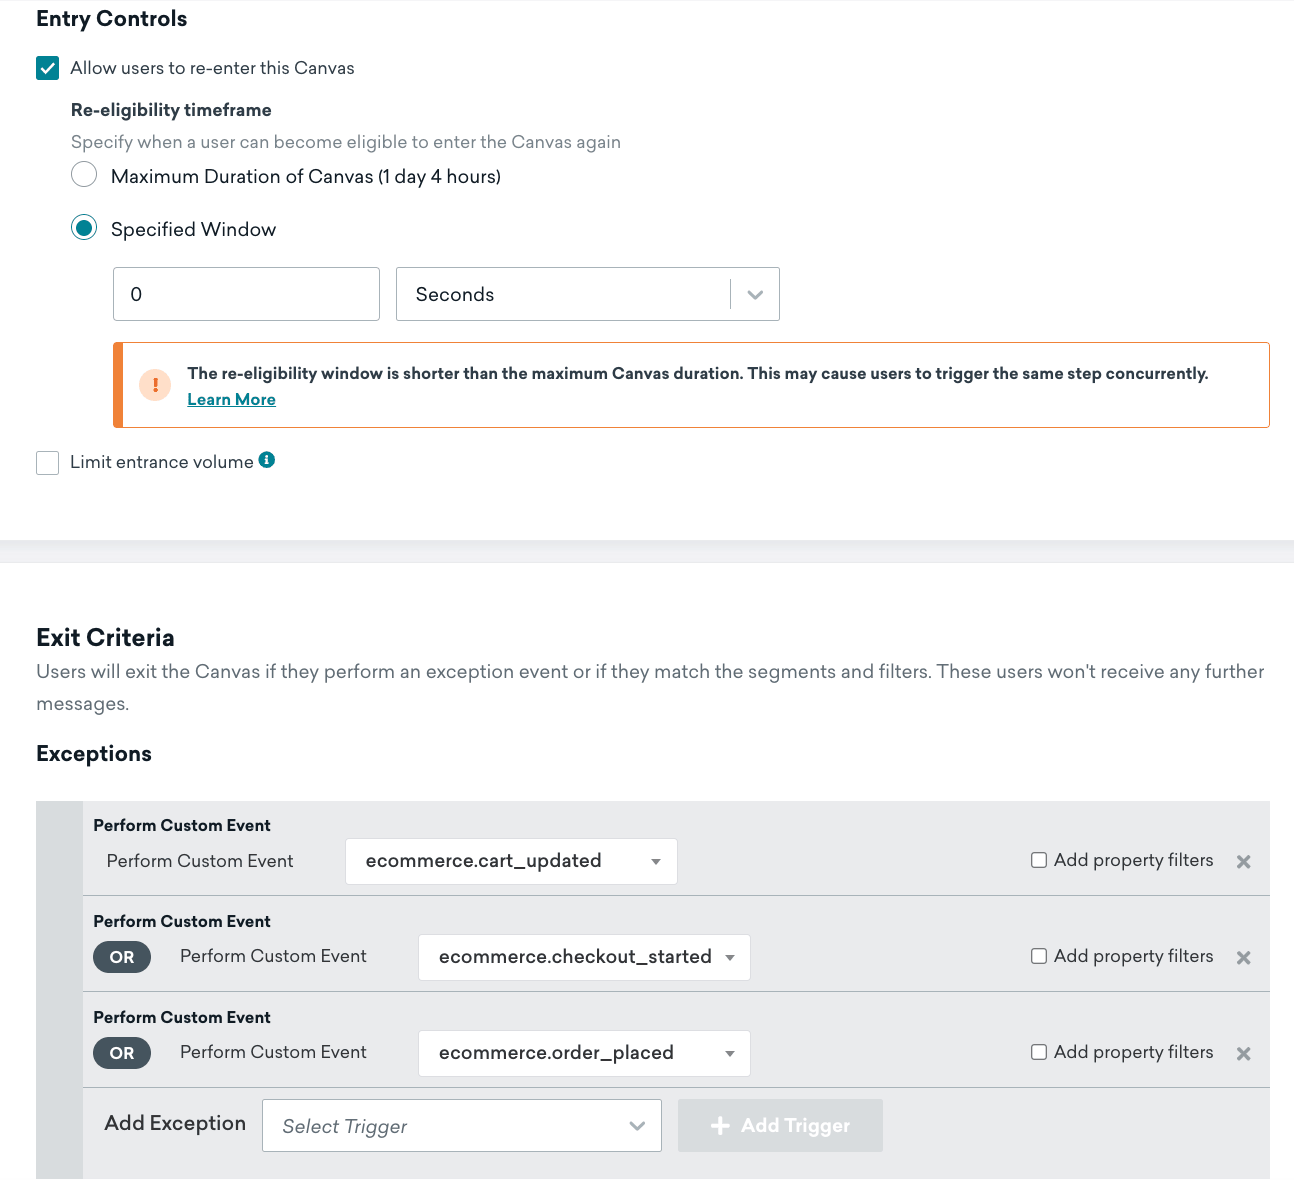 Entry Controls
Allow users to re-enter this Canvas
Re-eligibility timeframe
Specify when a user can become eligible to enter the Canvas again
Maximum Duration of Canvas (1 day 4 hours)
Specified Window
0 Seconds
! The re-eligibility window is shorter than the maximum Canvas duration. This may cause users to trigger the same step concurrently.
Learn More
Limit entrance volume i
Exit Criteria
Users will exit the Canvas if they perform an exception event or if they match the segments and filters. These users won't receive any further
messages.
Exceptions
Perform Custom Event
Perform Custom Event ecommerce.cart_updated Add property filters
Perform Custom Event
OR Perform Custom Event ecommerce.checkout_started Add property filters
Perform Custom Event
OR Perform Custom Event ecommerce.order_placed Add property filters
Add Exception Select Trigger + Add Trigger